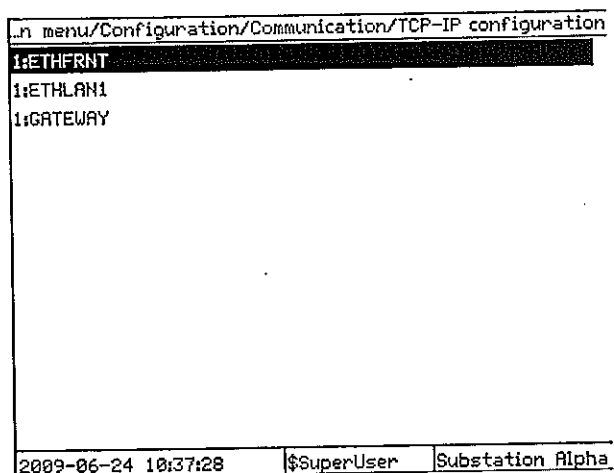 …n menu/Configuration/Communication/TCP-IP configuration
1:ETHFRNT
1:ETHLAN1
1:GATEWAY
2009-06-24 10:37:28 $SuperUser Substation Alpha